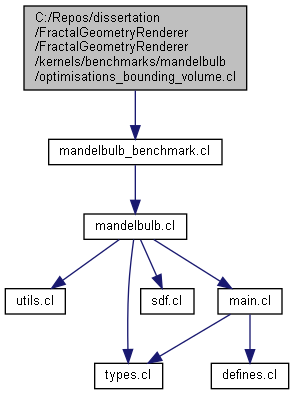 C:/Repos/dissertation
/FractalGeometryRenderer
/FractalGeometryRenderer
/kernels/benchmarks/mandelbulb
/optimisations_bounding_volume.cl
mandelbulb_benchmark.cl
mandelbulb.cl
utils.cl
sdf.cl
main.cl
types.cl
defines.cl